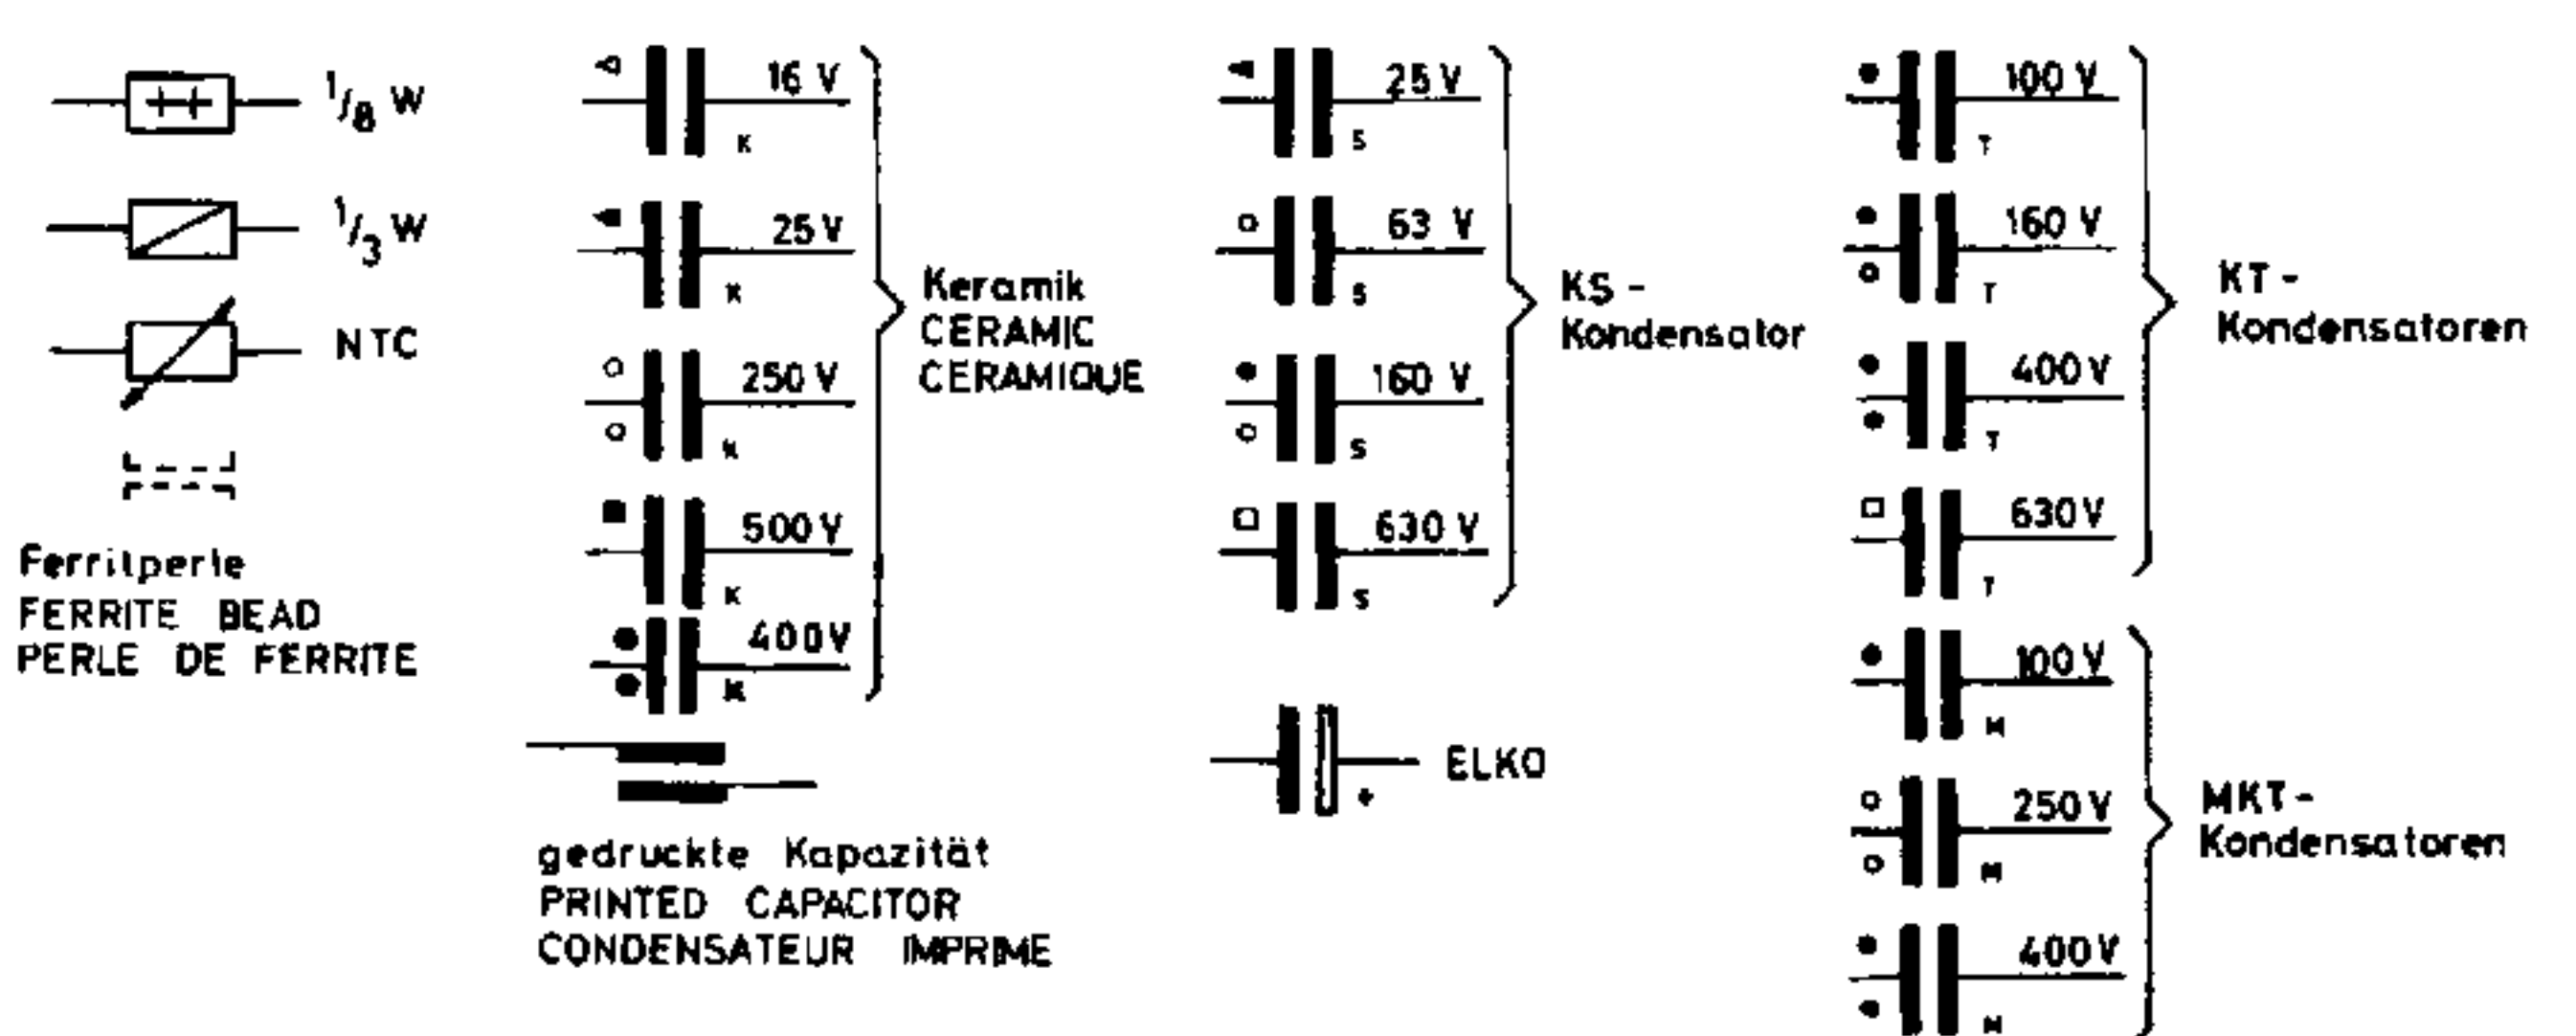 1/8 W
1/3 W
NTC
Ferritperle
FERRITE BEAD
PERLE DE FERRITE
16 V
K
25 V
K
250 V
K
500 V
K
400 V
K
Keramik
CERAMIC
CERAMIQUE
gedruckte Kapazität
PRINTED CAPACITOR
CONDENSATEUR IMPRIME
25 V
S
63 V
S
160 V
S
630 V
S
KS-
Kondensator
+
ELKO
100 V
T
160 V
T
400 V
T
630 V
T
KT-
Kondensatoren
100 V
M
250 V
M
400 V
M
MKT-
Kondensatoren